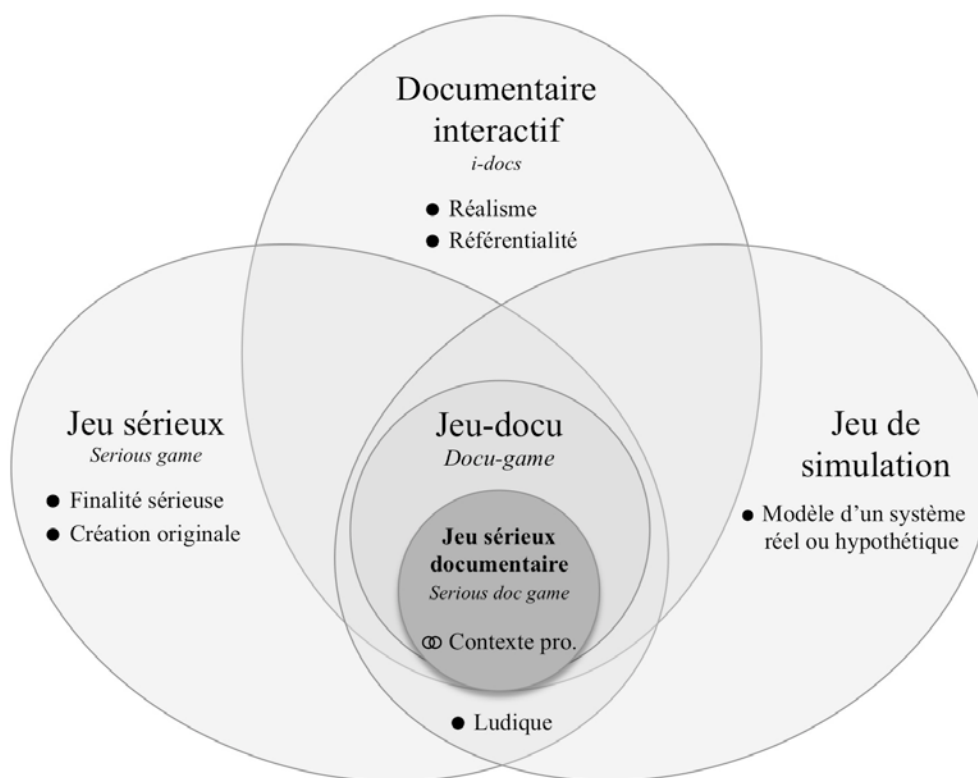 Documentaire
interactif
i-docs
● Réalisme
● Référentialité
Jeu sérieux
Serious game
● Finalité sérieuse
● Création originale
Jeu-docu
Docu-game
Jeu sérieux
documentaire
Serious doc game
Contexte pro.
Jeu de
simulation
● Modèle d’un système
réel ou hypothétique
● Ludique